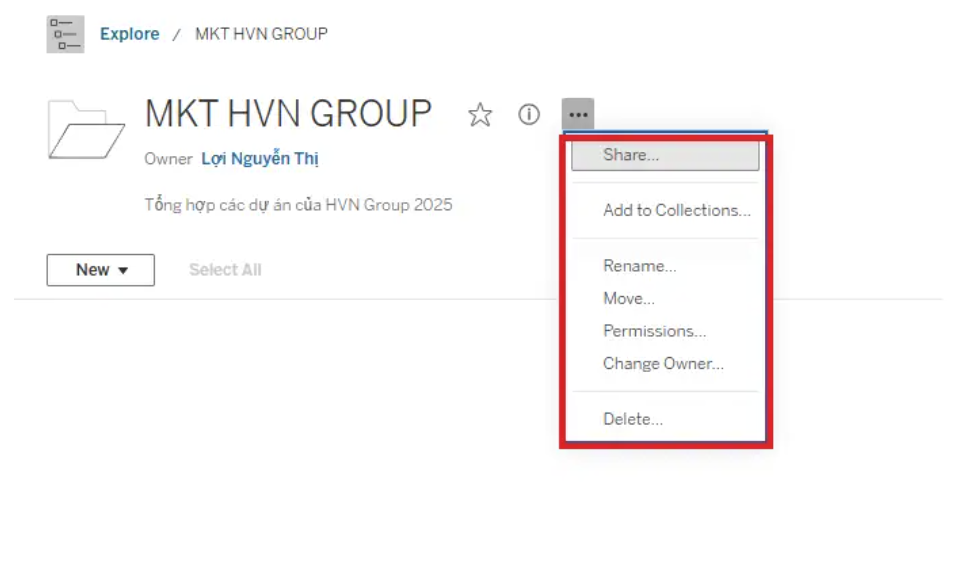 Explore / MKT HVN GROUP
MKT HVN GROUP
Owner Lợi Nguyễn Thị
Tổng hợp các dự án của HVN Group 2025
New
Select All
Share...
Add to Collections...
Rename...
Move...
Permissions...
Change Owner...
Delete...